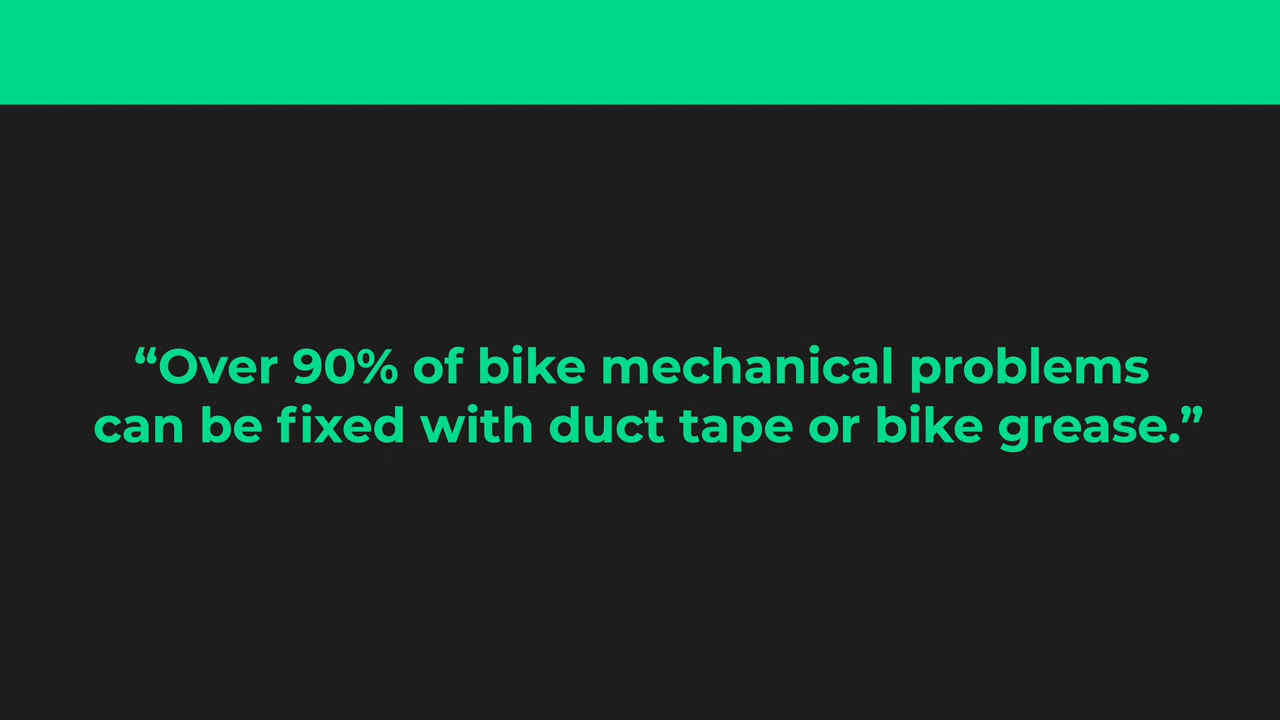 “Over 90% of bike mechanical problems
can be fixed with duct tape or bike grease.”